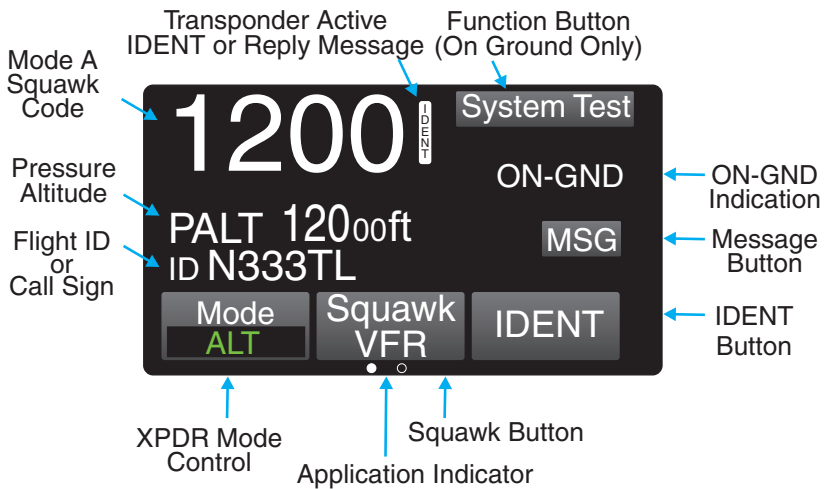 Transponder Active
IDENT or Reply Message
Function Button
(On Ground Only)
Mode A
Squawk
Code
1200
IDENT
System Test
Pressure
Altitude
ON-GND
ON-GND
Indication
PALT 1200ft
MSG
Message
Button
Flight ID
or
Call Sign
ID N333TL
Mode
ALT
Squawk
VFR
IDENT
IDENT
Button
XPDR Mode
Control
Squawk Button
Application Indicator